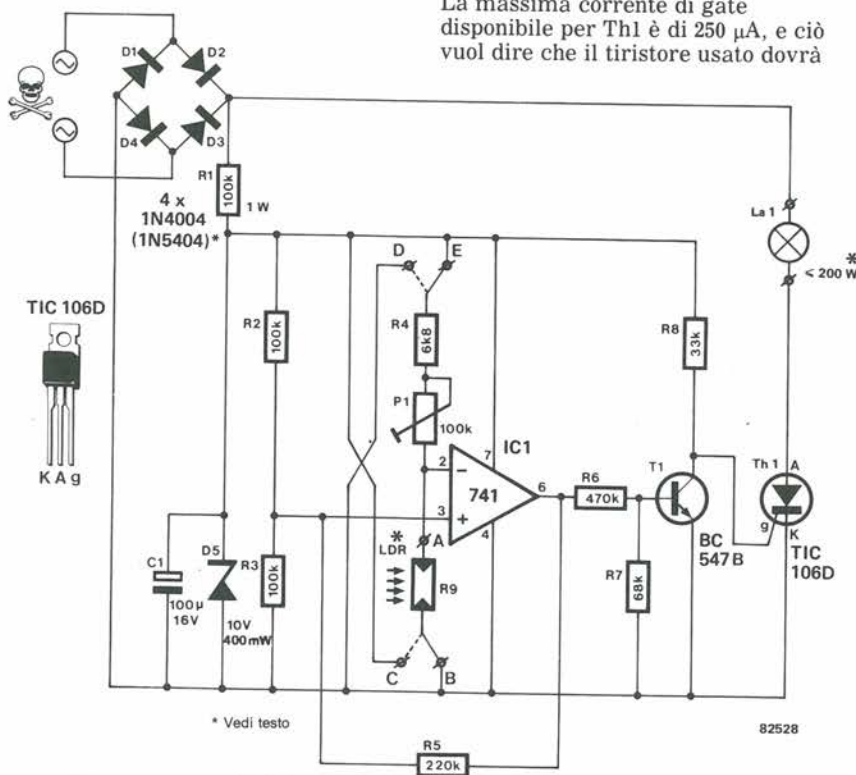 La massima corrente di gate
disponibile per Th1 è di 250 µA, e ciò
vuol dire che il tiristore usato dovrà
D1
D2
D4
D3
R1
100k
1 W
4 x
1N4004
(1N5404)*
La 1
*
≤ 200 W
D
E
TIC 106D
K A g
R2
100k
R4
6k8
R8
33k
P1
100k
IC1
7
2
−
741
6
3
+
4
A
*
LDR
R9
R6
470k
T1
BC
547B
Th 1
A
g
K
TIC
106D
C1
100µ
16V
D5
10V
400mW
R3
100k
R7
68k
C
B
* Vedi testo
82528
R5
220k